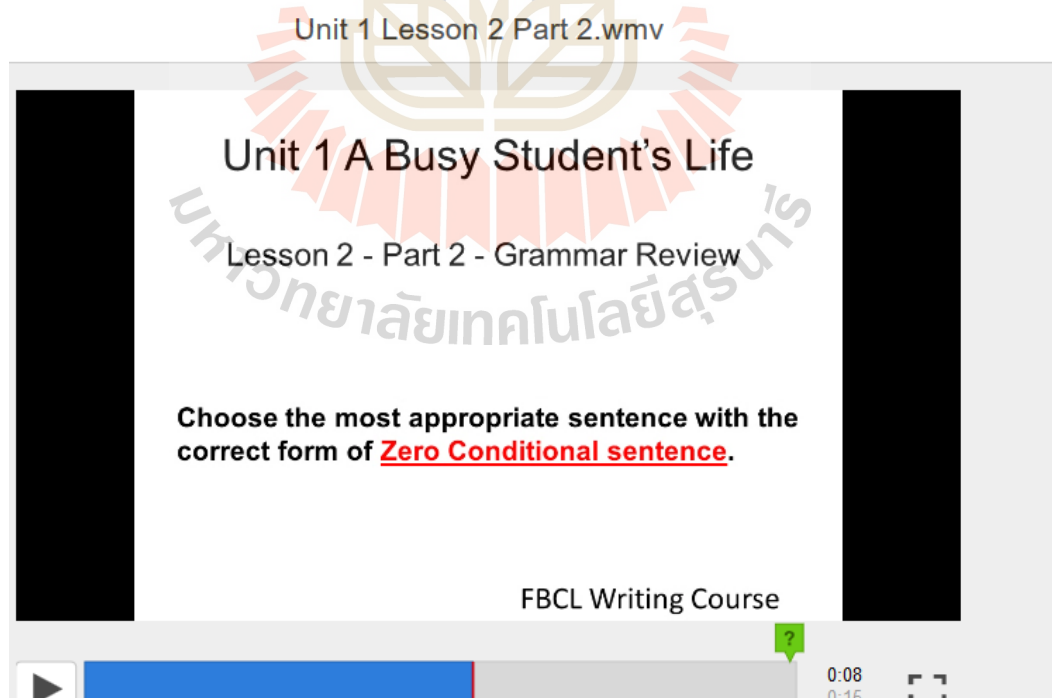 Unit 1 Lesson 2 Part 2.wmv
Unit 1 A Busy Student's Life
Lesson 2 - Part 2 - Grammar Review
มหาวิทยาลัยเทคโนโลยีสุรนารี
Choose the most appropriate sentence with the
correct form of Zero Conditional sentence.
FBCL Writing Course
?
0:08
0:15